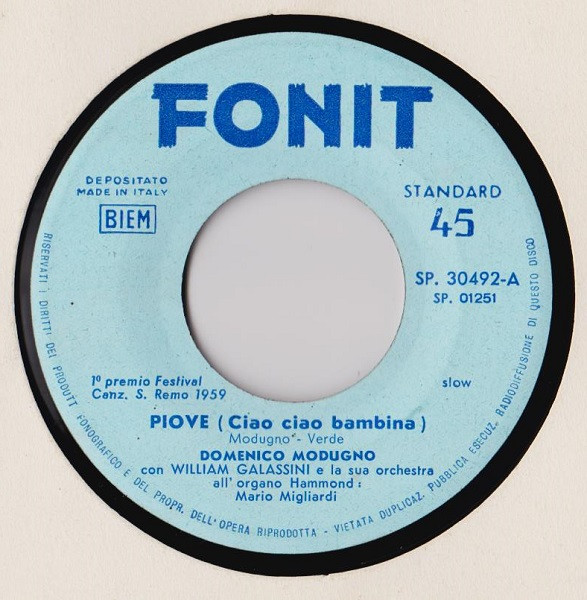 FONIT
DEPOSITATO
MADE IN ITALY
BIEM
STANDARD
45
SP. 30492-A
SP. 01251
1º premio Festival
Canz. S. Remo 1959
slow
PIOVE (Ciao ciao bambina)
Modugno - Verde
DOMENICO MODUGNO
con WILLIAM GALASSINI e la sua orchestra
all'organo Hammond:
Mario Migliardi
RISERVATI I DIRITTI DEI PRODUTT FONOGRAFICO E DEL PROPR. DELL'OPERA RIPRODOTTA - VIETATA DUPLICAZ. PUBBLICA ESECUZ. RADIODIFFUSIONE DI QUESTO DISCO